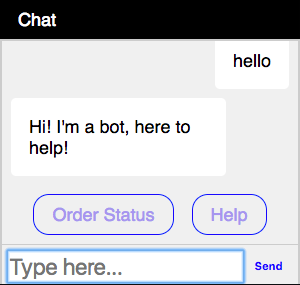 Chat
hello
Hi! I'm a bot, here to
help!
Order Status Help
Type here... Send